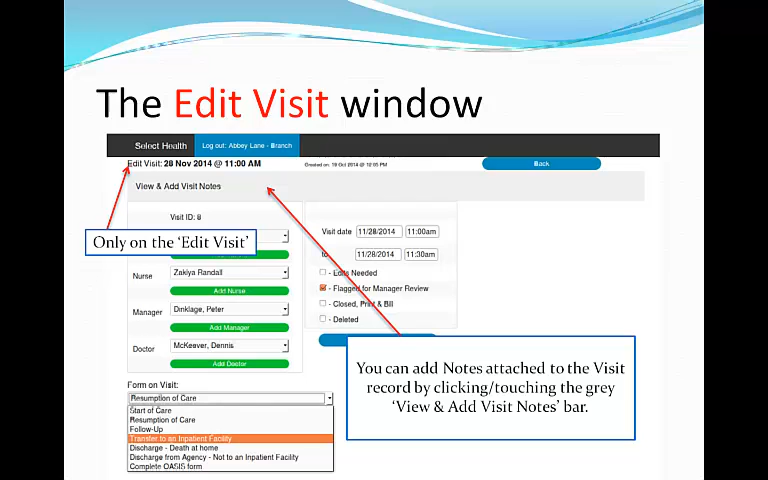 The Edit Visit window
Select Health
Log out: Abbey Lane - Branch
Edit Visit: 28 Nov 2014 @ 11:00 AM
Created on: 19 Oct 2014 @ 12:55 PM
Back
View & Add Visit Notes
Visit ID: 8
Only on the ‘Edit Visit’
Visit date 11/28/2014 11:00am
to 11/28/2014 11:30am
Nurse Zakiya Randall
Add Nurse
- Edits Needed
- Flagged for Manager Review
- Closed, Print & Bill
- Deleted
Manager Dinklage, Peter
Add Manager
Doctor McKeever, Dennis
Add Doctor
You can add Notes attached to the Visit
record by clicking/touching the grey
‘View & Add Visit Notes’ bar.
Form on Visit:
Resumption of Care
Start of Care
Resumption of Care
Follow-Up
Transfer to an Inpatient Facility
Discharge - Death at home
Discharge from Agency - Not to an Inpatient Facility
Complete OASIS form